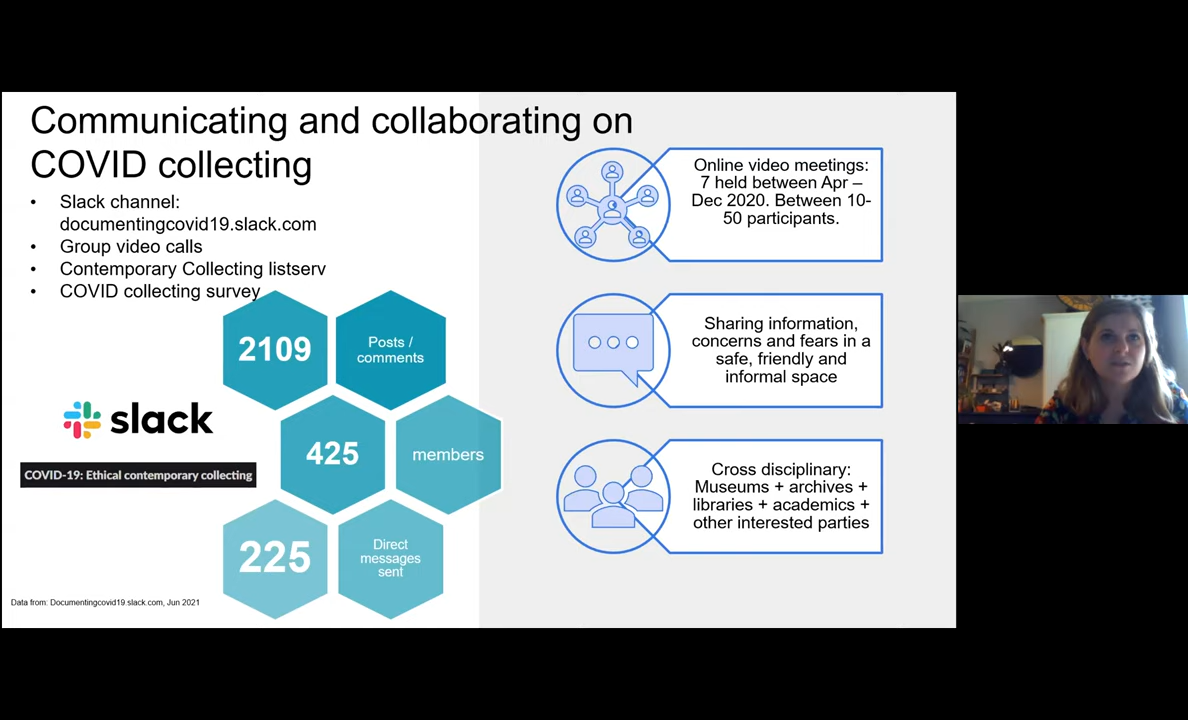 Communicating and collaborating on
COVID collecting
• Slack channel:
documentingcovid19.slack.com
• Group video calls
• Contemporary Collecting listserv
• COVID collecting survey
2109
Posts /
comments
slack
425
members
COVID-19: Ethical contemporary collecting
225
Direct
messages
sent
Data from: Documentingcovid19.slack.com, Jun 2021
Online video meetings:
7 held between Apr –
Dec 2020. Between 10-
50 participants.
Sharing information,
concerns and fears in a
safe, friendly and
informal space
Cross disciplinary:
Museums + archives +
libraries + academics +
other interested parties